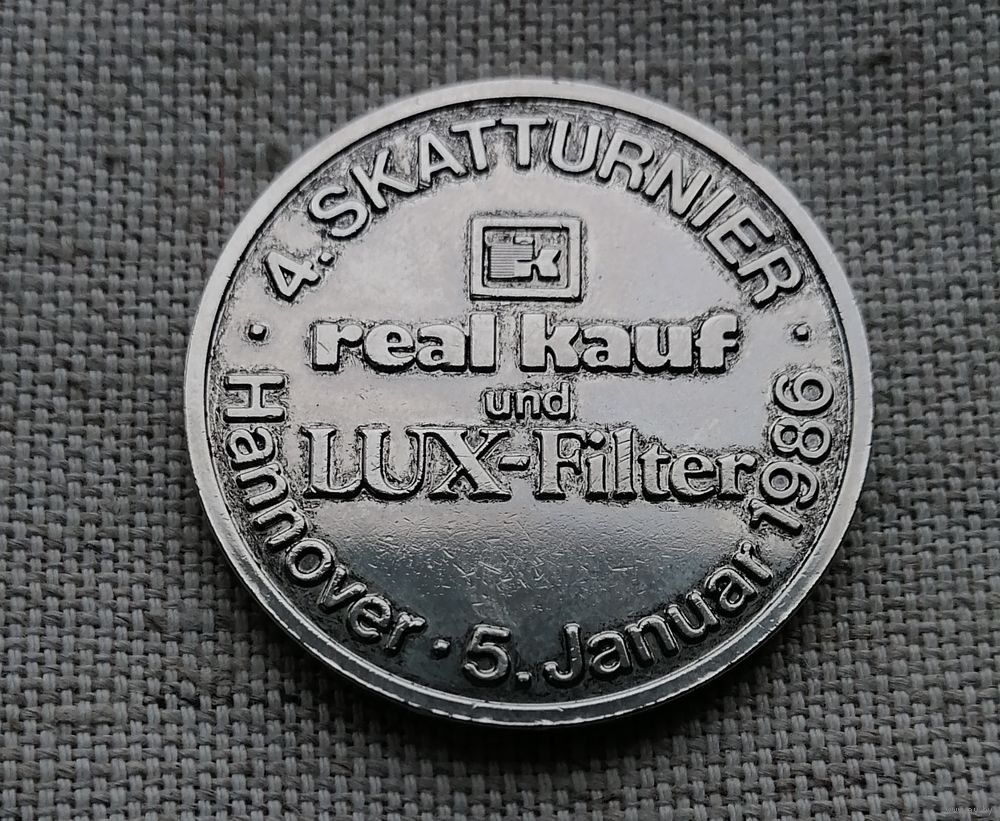 4. SKATTURNIER
k
real kauf
und
LUX-Filter
Hannover · 5. Januar 1986